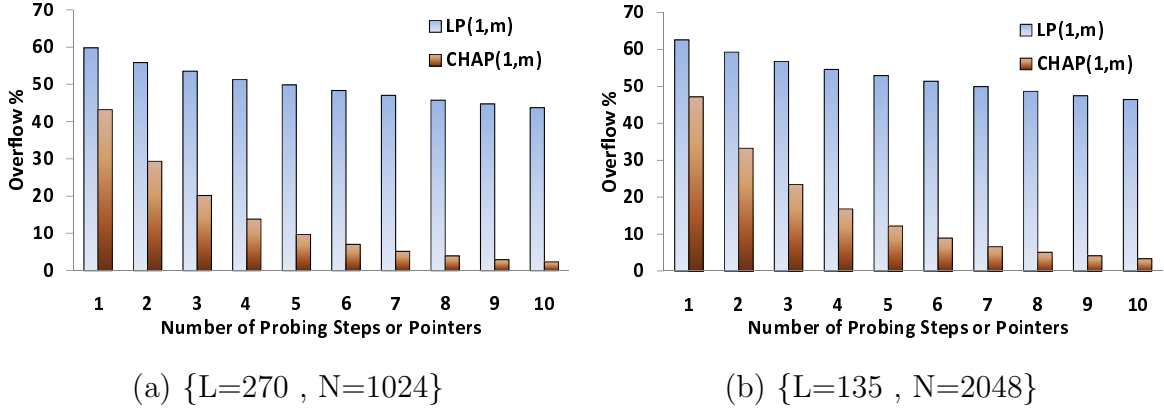 70
60
50
40
30
20
10
0
Overflow %
LP(1,m)
CHAP(1,m)
1 2 3 4 5 6 7 8 9 10
Number of Probing Steps or Pointers
(a) {L=270 , N=1024}
70
60
50
40
30
20
10
0
Overflow %
LP(1,m)
CHAP(1,m)
1 2 3 4 5 6 7 8 9 10
Number of Probing Steps or Pointers
(b) {L=135 , N=2048}